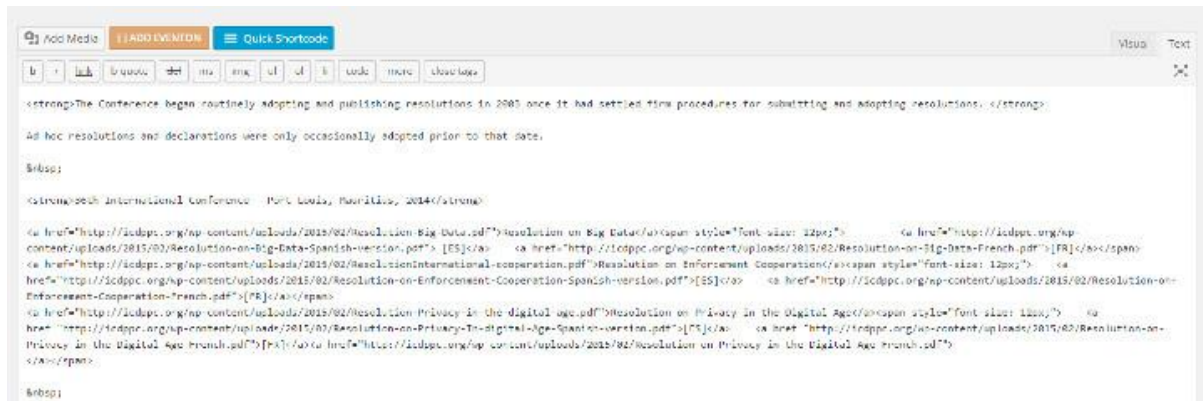 Add Media ADD EVENTON Quick Shortcode
Visual Text
b i link b-quote del ins img ul ol li code more close tags
<strong>The Conference began routinely adopting and publishing resolutions in 2003 once it had settled firm procedures for submitting and adopting resolutions. </strong>
Ad hoc resolutions and declarations were only occasionally adopted prior to that date.
&nbsp;
<strong>36th International Conference Port Louis, Mauritius, 2014</strong>
<a href="http://icdppc.org/wp-content/uploads/2015/02/Resolution-Big-Data.pdf">Resolution on Big Data</a><span style="font-size: 12px;"> <a href="http://icdppc.org/wp-
content/uploads/2015/02/Resolution-on-Big-Data-Spanish-version.pdf"> [ES]</a> <a href="http://icdppc.org/wp-content/uploads/2015/02/Resolution-on-Big-Data-French.pdf">[FR]</a></span>
<a href="http://icdppc.org/wp-content/uploads/2015/02/ResolutionInternational-cooperation.pdf">Resolution on Enforcement Cooperation</a><span style="font-size: 12px;"> <a
href="http://icdppc.org/wp-content/uploads/2015/02/Resolution-on-Enforcement-Cooperation-Spanish-version.pdf">[ES]</a> <a href="http://icdppc.org/wp-content/uploads/2015/02/Resolution-on-
Enforcement-Cooperation-French.pdf">[FR]</a></span>
<a href="http://icdppc.org/wp-content/uploads/2015/02/Resolution-Privacy-in-the-digital-age.pdf">Resolution on Privacy in the Digital Age</a><span style="font-size: 12px;"> <a
href="http://icdppc.org/wp-content/uploads/2015/02/Resolution-on-Privacy-In-digital-Age-Spanish-version.pdf">[ES]</a> <a href="http://icdppc.org/wp-content/uploads/2015/02/Resolution-on-
Privacy-in-the-Digital-Age-French.pdf">[FR]</a><a href="http://icdppc.org/wp-content/uploads/2015/02/Resolution-on-Privacy-in-the-Digital-Age-French.pdf">
</a></span>
&nbsp;